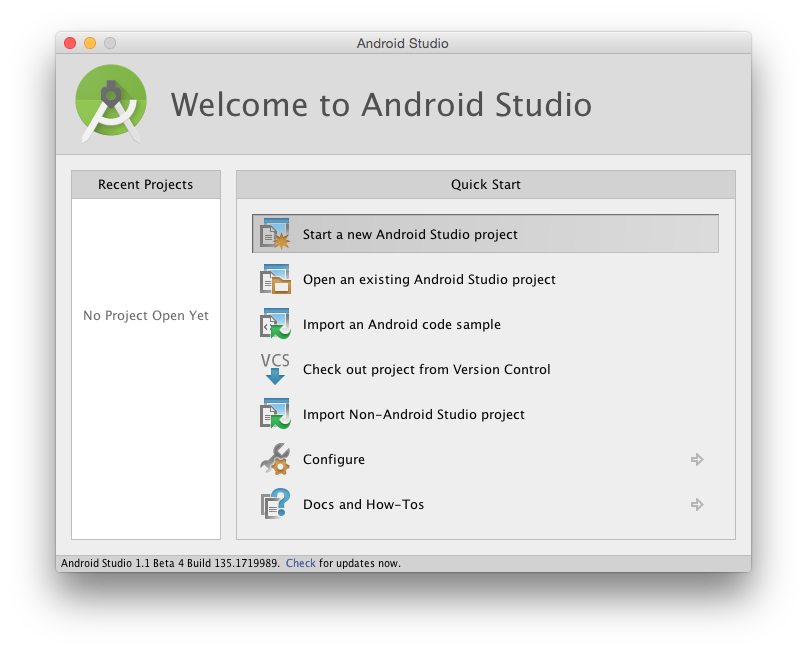 Android Studio
Welcome to Android Studio
Recent Projects
No Project Open Yet
Quick Start
Start a new Android Studio project
Open an existing Android Studio project
Import an Android code sample
VCS
Check out project from Version Control
Import Non-Android Studio project
Configure
Docs and How-Tos
Android Studio 1.1 Beta 4 Build 135.1719989. Check for updates now.